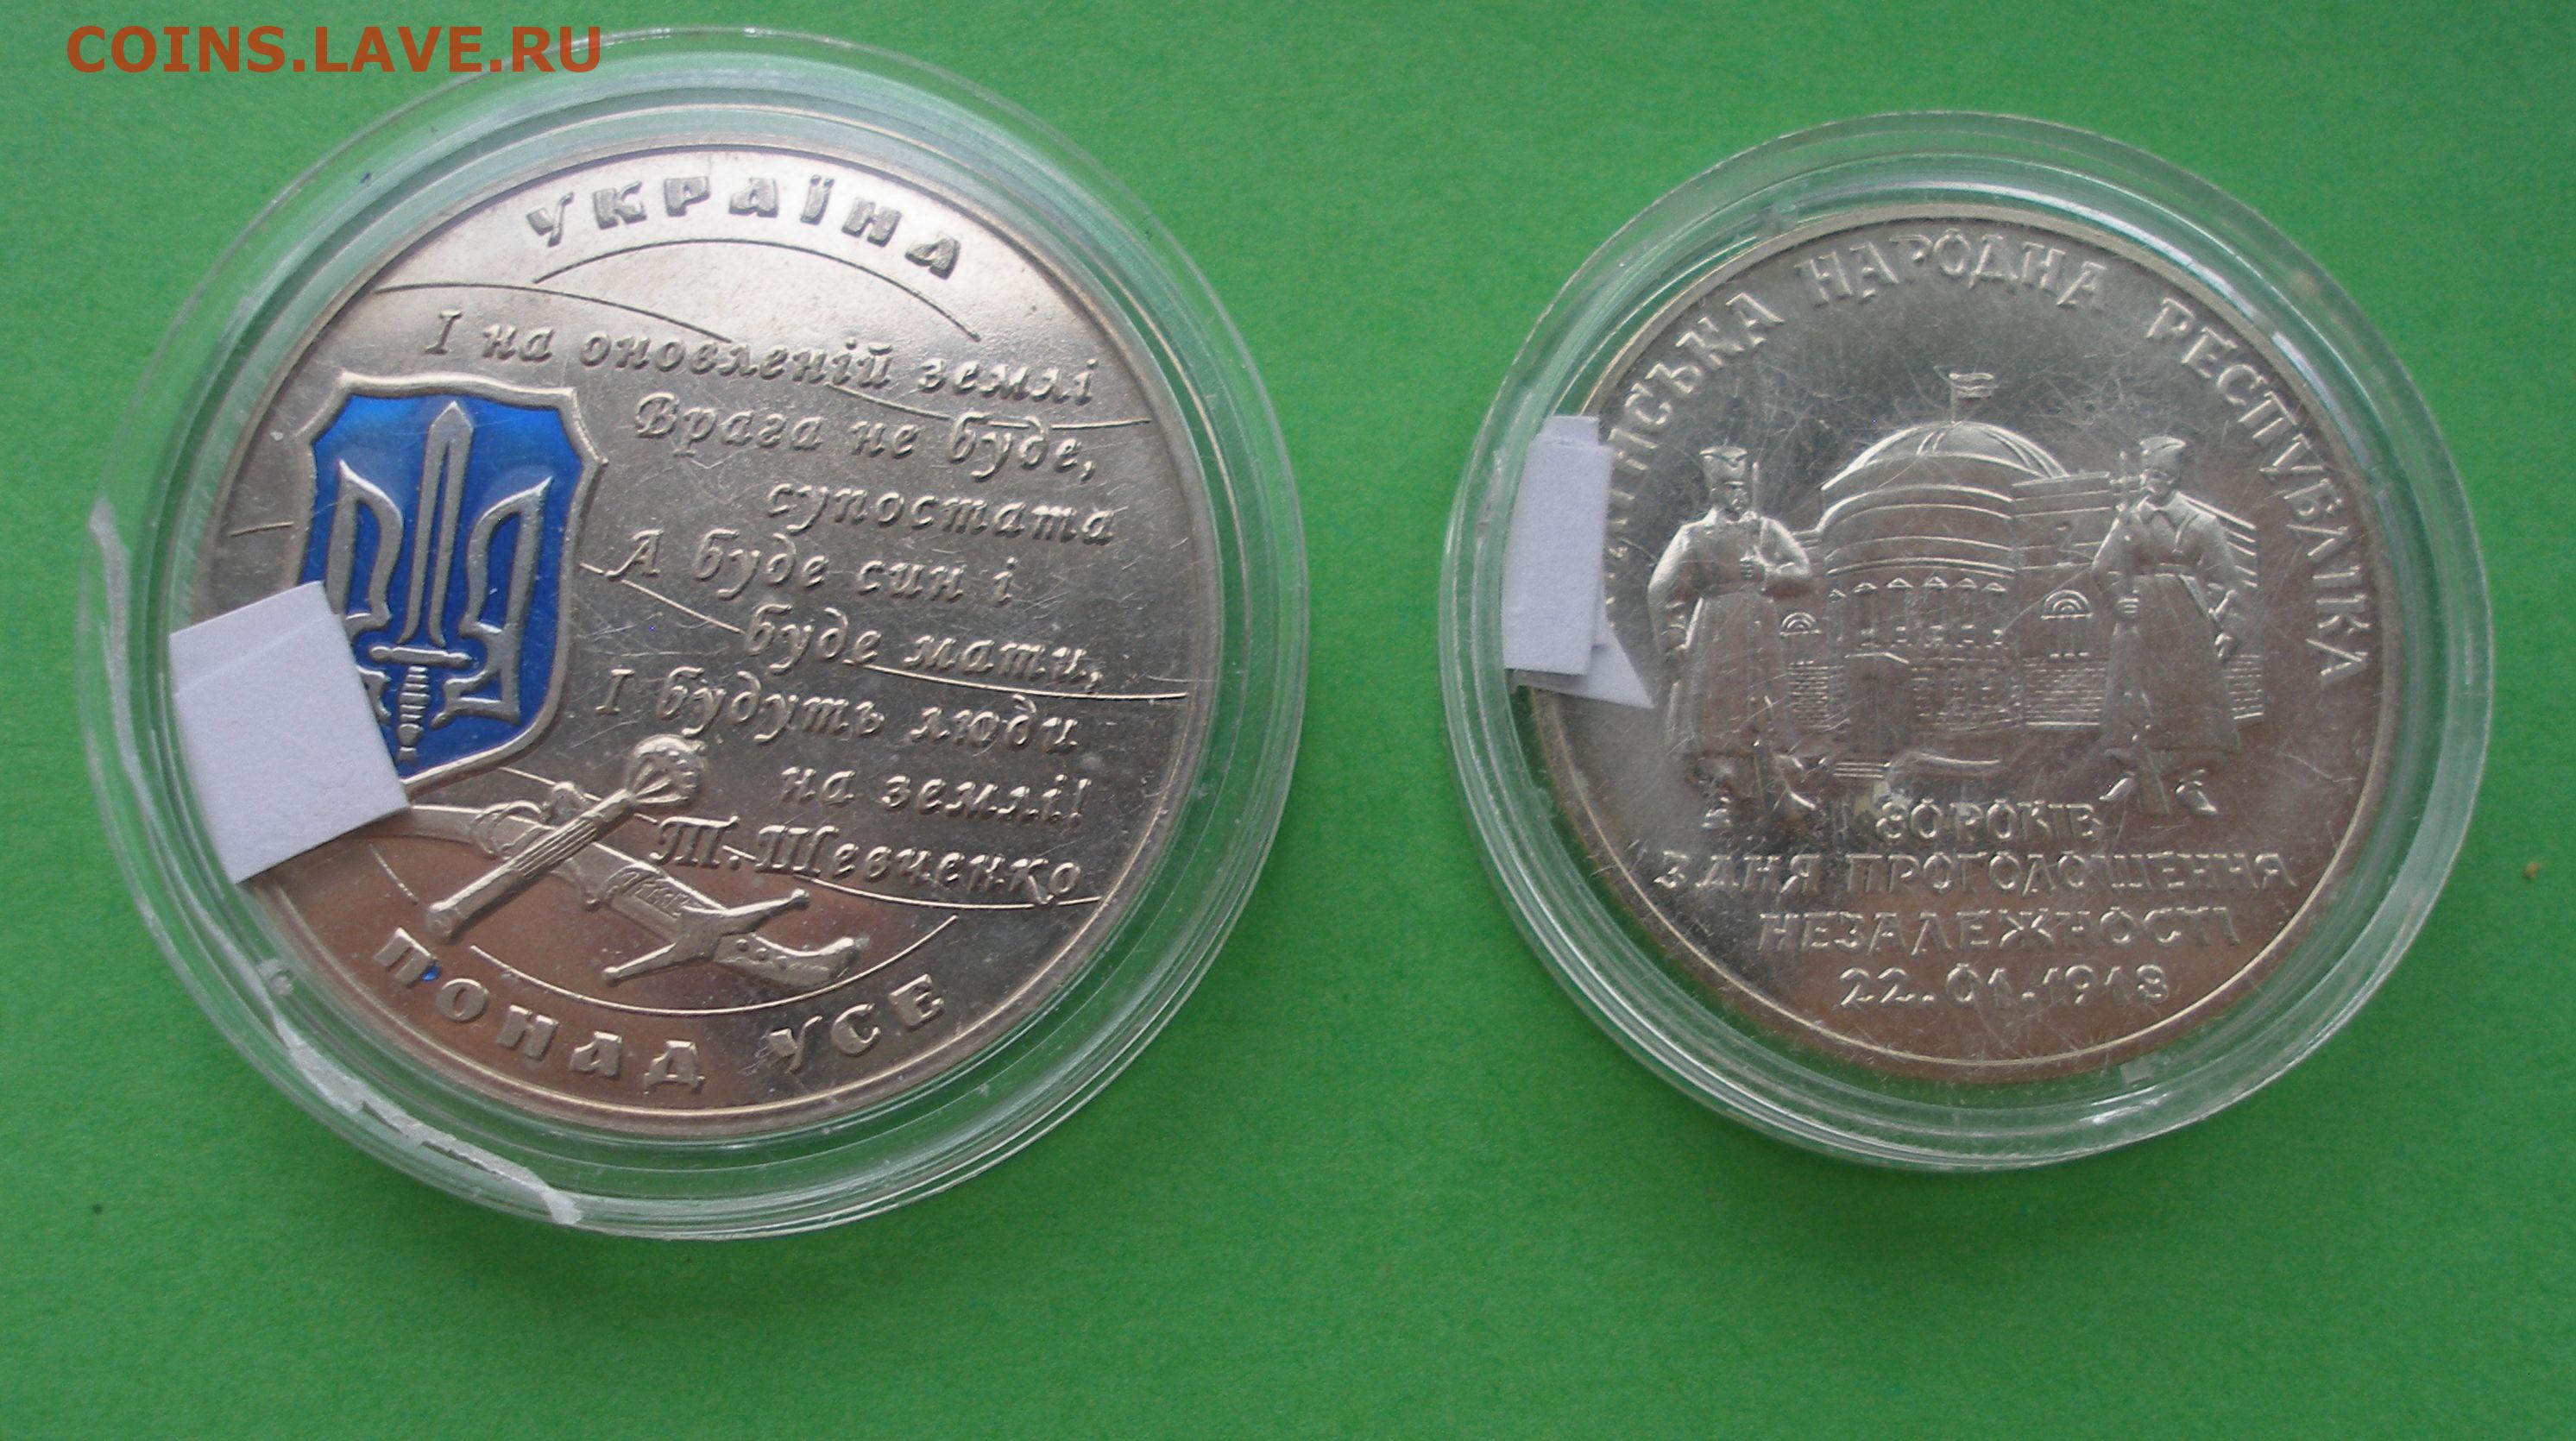 COINS.LAVE.RU
УКРАЇНА
І на оновленій землі
Врага не буде,
супостата
А буде син і
буде мати,
І будуть люди
на землі!
Т. Шевченко
ПОНАД УСЕ
НАРОДНА РЕСПУБЛІКА
80 РОКІВ
З ДНЯ ПРОГОЛОШЕННЯ
НЕЗАЛЕЖНОСТІ
22.01.1918